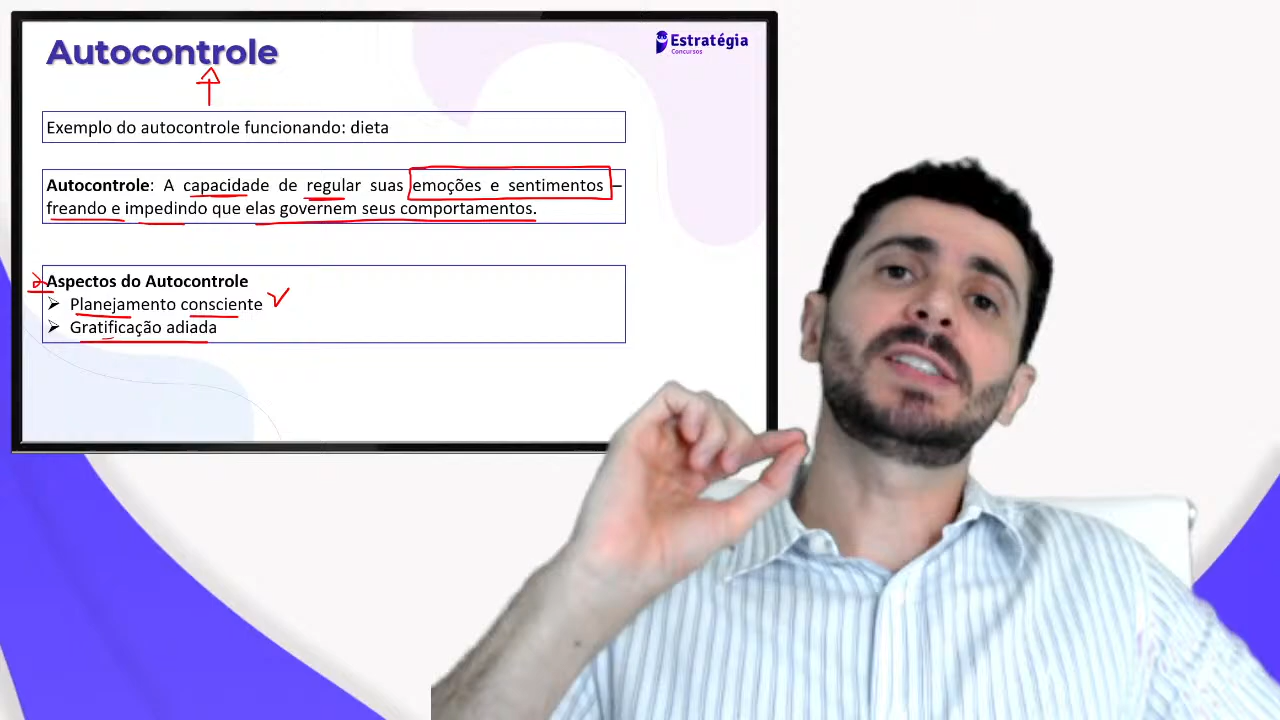 Autocontrole
Estratégia
Concursos
Exemplo do autocontrole funcionando: dieta
Autocontrole: A capacidade de regular suas emoções e sentimentos –
freando e impedindo que elas governem seus comportamentos.
Aspectos do Autocontrole
➢ Planejamento consciente
➢ Gratificação adiada